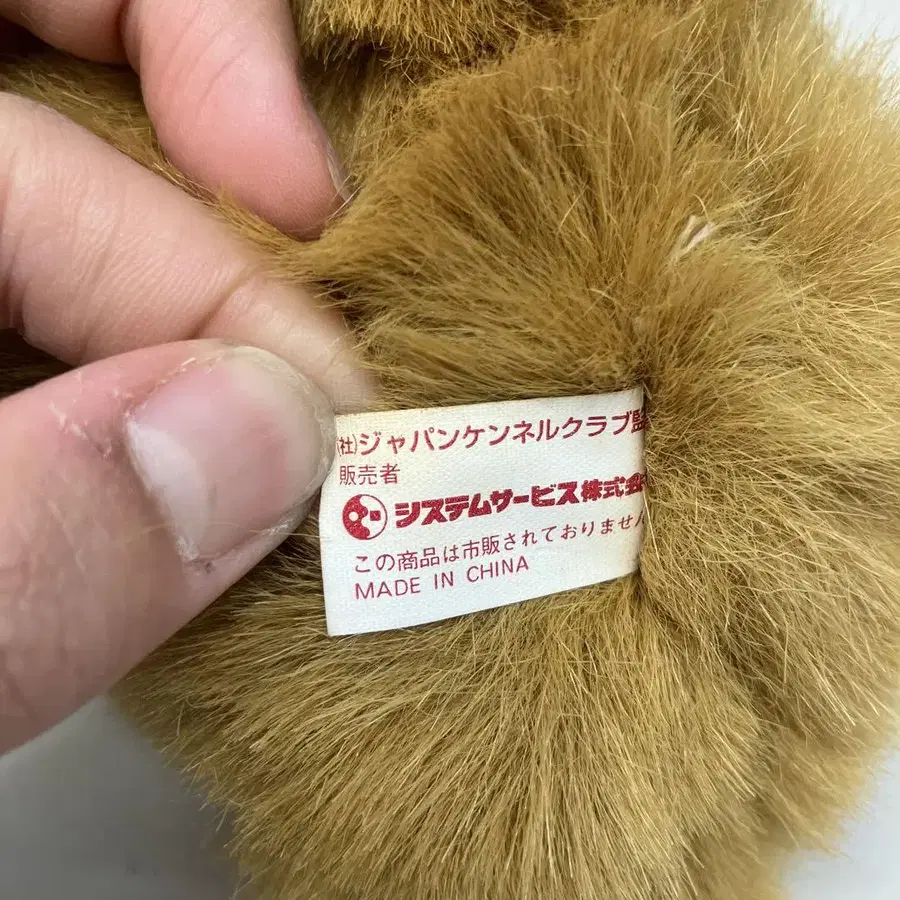 (社)ジャパンケンネルクラブ監
販売者
システムサービス株式会
この商品は市販されておりません
MADE IN CHINA